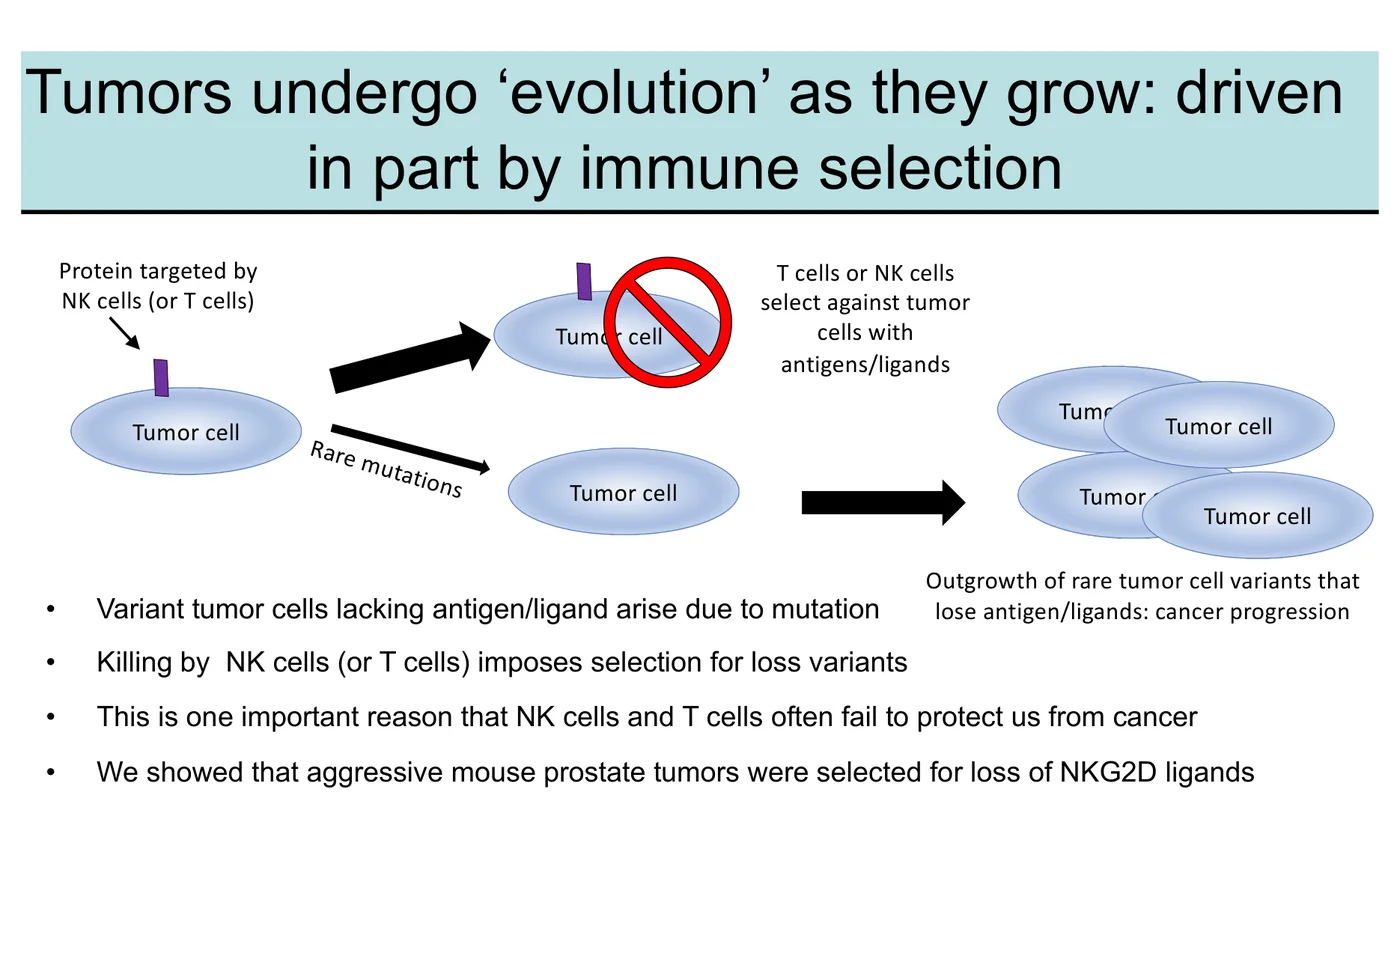 Tumors undergo ‘evolution’ as they grow: driven
in part by immune selection
Protein targeted by
NK cells (or T cells)
Tumor cell
Rare mutations
Tumor cell
T cells or NK cells
select against tumor
cells with
antigens/ligands
Tumor cell
Tumor cell
Tumor
Tumor cell
Outgrowth of rare tumor cell variants that
lose antigen/ligands: cancer progression
• Variant tumor cells lacking antigen/ligand arise due to mutation
• Killing by  NK cells (or T cells) imposes selection for loss variants
• This is one important reason that NK cells and T cells often fail to protect us from cancer
• We showed that aggressive mouse prostate tumors were selected for loss of NKG2D ligands